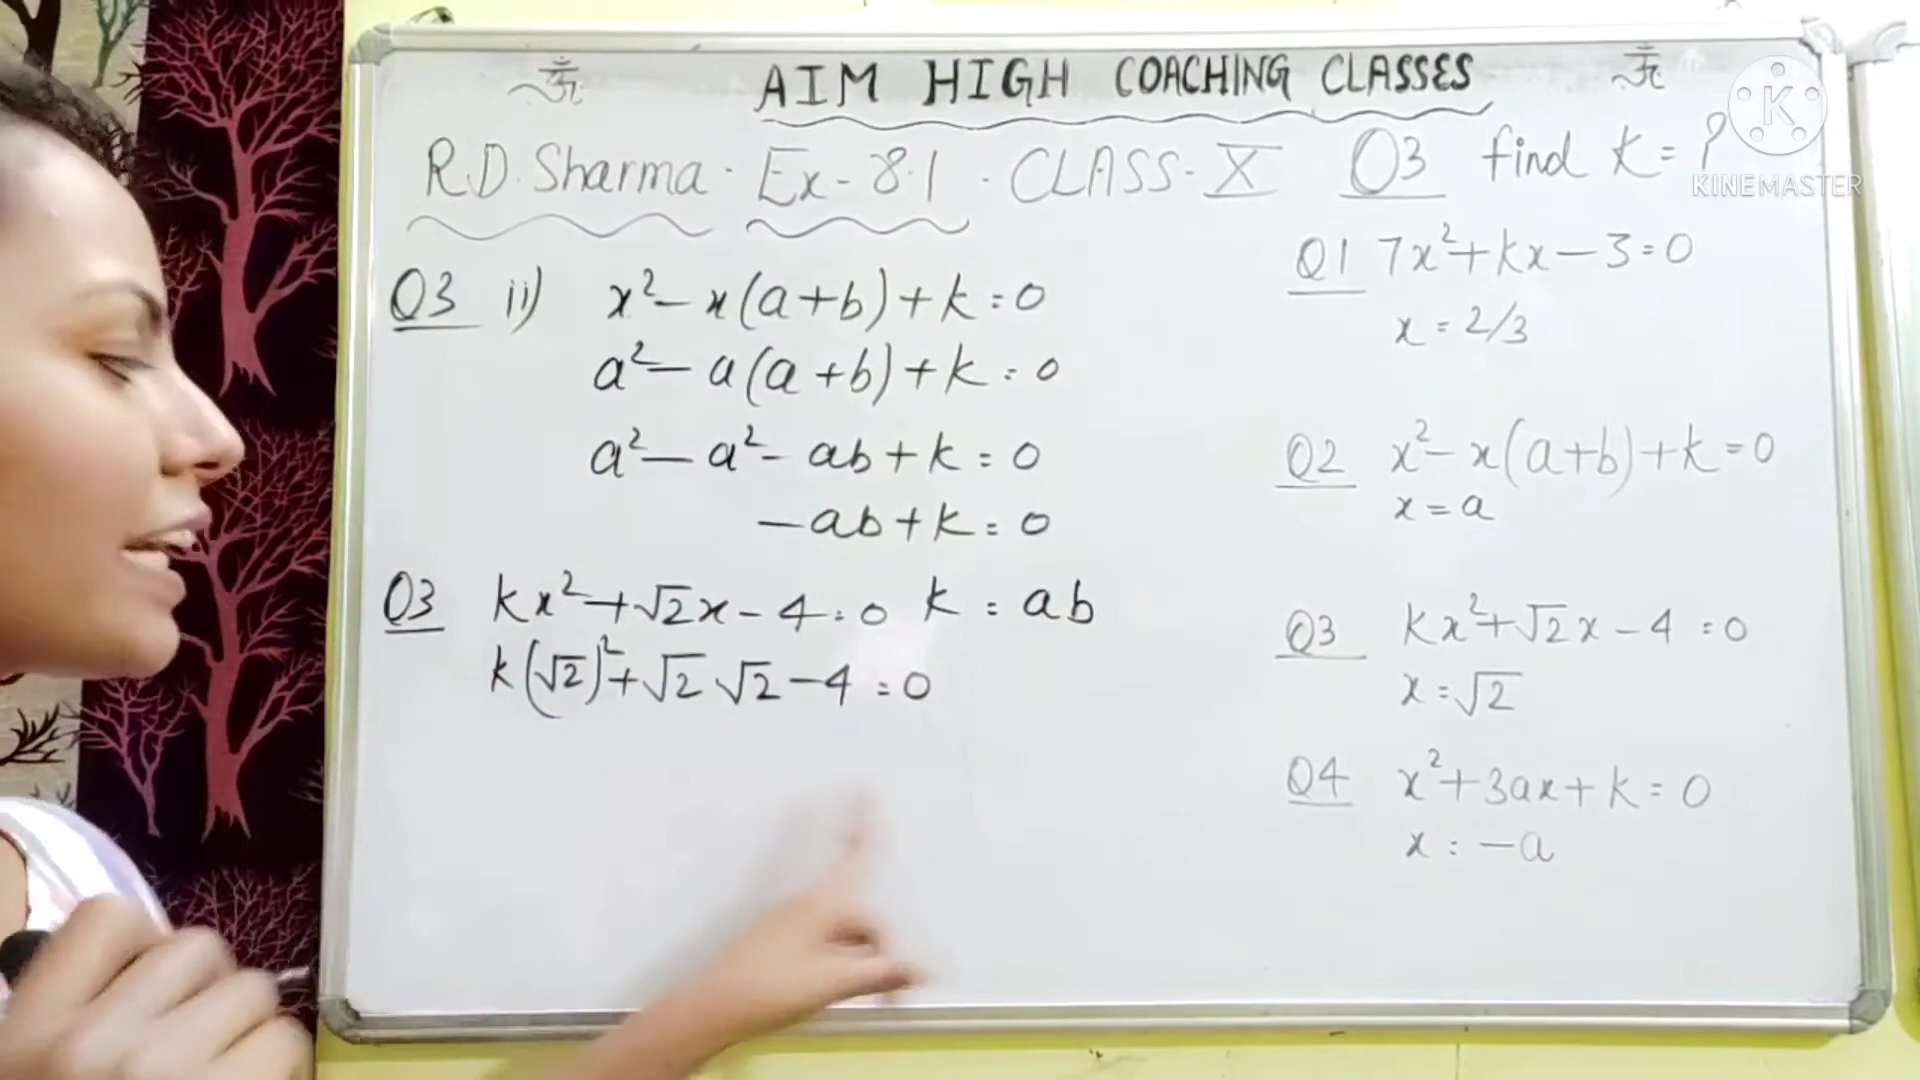 ॐ AIM HIGH COACHING CLASSES ॐ
R.D. Sharma. Ex-8.1. CLASS-X Q3 find k=?
K
KINEMASTER
Q3 ii) x²-x(a+b)+k=0
a²-a(a+b)+k=0
a²-a²-ab+k=0
-ab+k=0
k=ab
Q3 kx²+√2x-4=0
k(√2)²+√2 √2-4=0
Q1 7x²+kx-3=0
x=2/3
Q2 x²-x(a+b)+k=0
x=a
Q3 kx²+√2x-4=0
x=√2
Q4 x²+3ax+k=0
x=-a